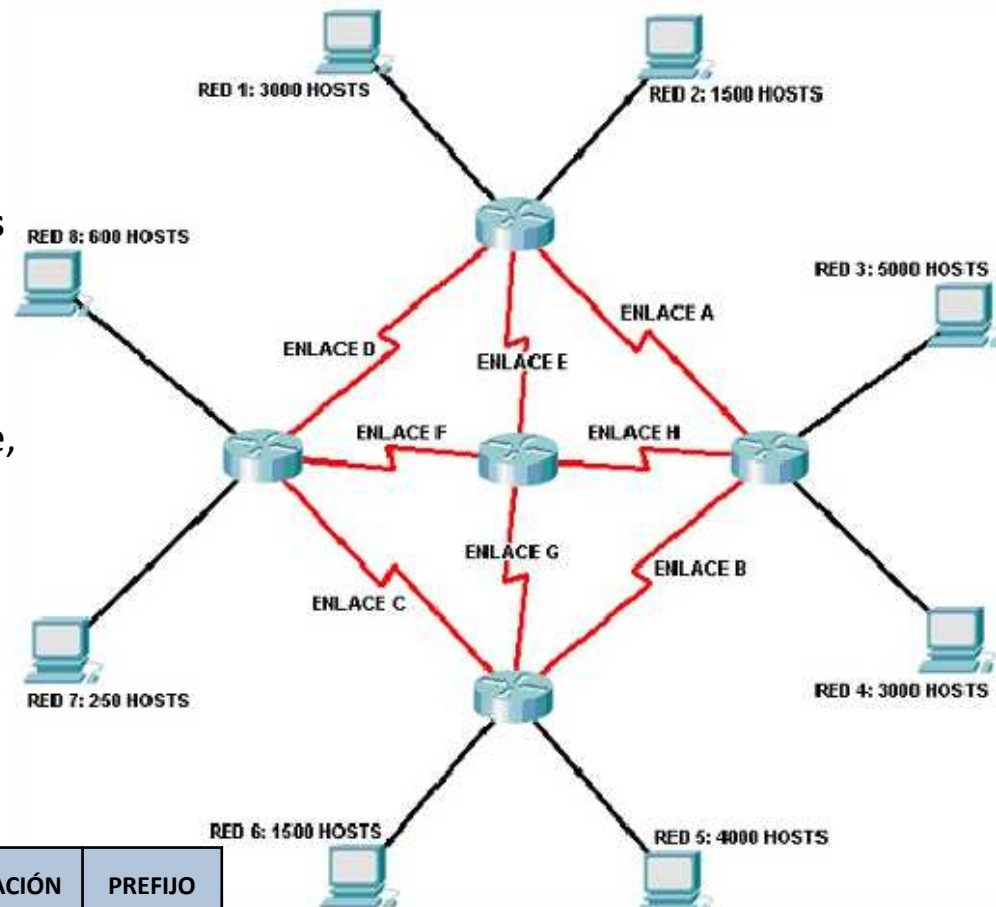 RED 1: 3000 HOSTS
RED 2: 1500 HOSTS
s
RED 8: 600 HOSTS
RED 3: 5000 HOSTS
ENLACE A
ENLACE D
ENLACE E
e,
ENLACE F
ENLACE H
ENLACE G
ENLACE B
ENLACE C
RED 7: 250 HOSTS
RED 4: 3000 HOSTS
RED 6: 1500 HOSTS
RED 5: 4000 HOSTS
ACIÓN PREFIJO